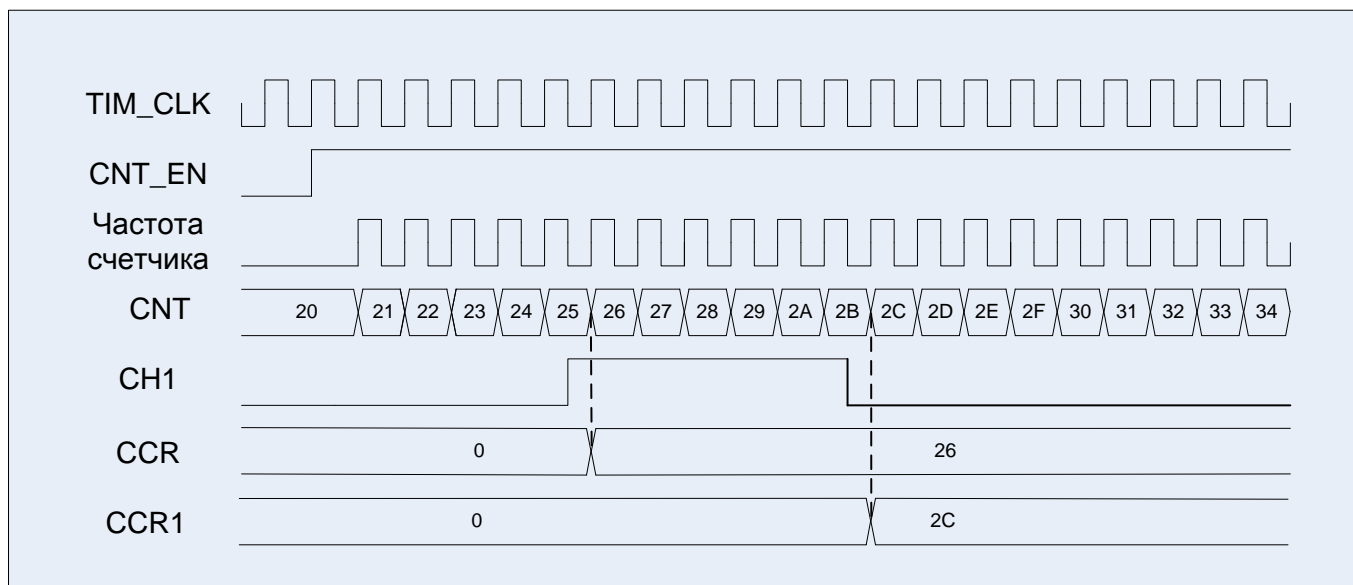 TIM_CLK
CNT_EN
Частота
счетчика
CNT 20 21 22 23 24 25 26 27 28 29 2A 2B 2C 2D 2E 2F 30 31 32 33 34
CH1
CCR 0 26
CCR1 0 2C